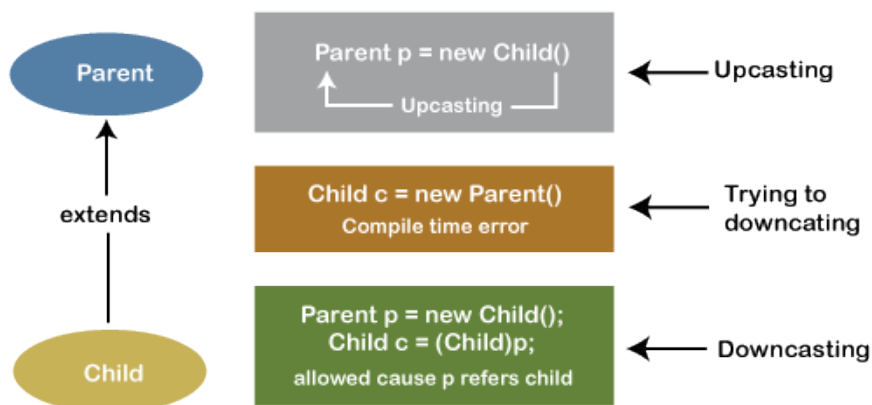 Parent
extends
Child
Parent p = new Child()
Upcasting
Upcasting
Child c = new Parent()
Compile time error
Trying to
downcating
Parent p = new Child();
Child c = (Child)p;
allowed cause p refers child
Downcasting